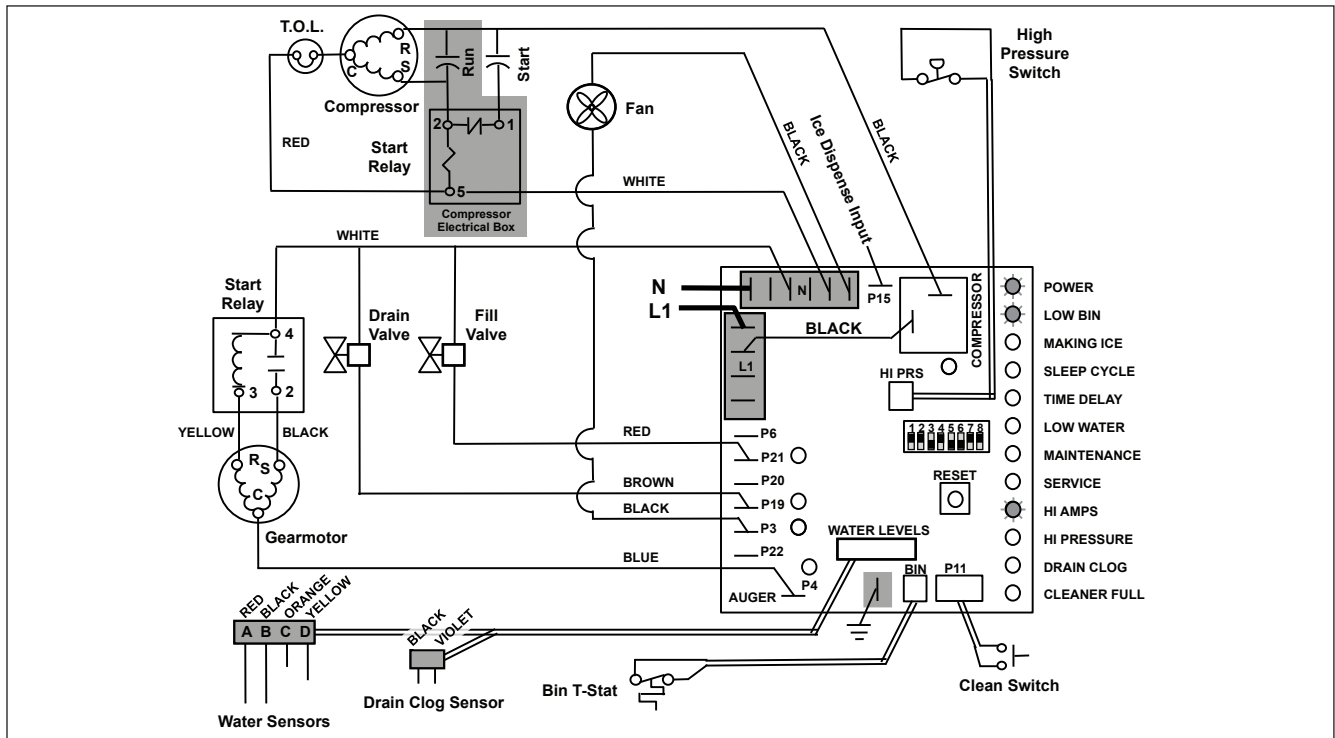 T.O.L.
R
S
C
Compressor
Run
Start
2
1
Start
Relay
5
Compressor
Electrical Box
RED
WHITE
Fan
BLACK
Ice Dispense Input
BLACK
High
Pressure
Switch
WHITE
Start
Relay
4
3
2
YELLOW
BLACK
R
S
C
Gearmotor
Drain
Valve
Fill
Valve
N
L1
N
P15
COMPRESSOR
BLACK
L1
HI PRS
1 2 3 4 5 6 7 8
RESET
P6
RED
P21
P20
BROWN
P19
BLACK
P3
P22
BLUE
P4
AUGER
WATER LEVELS
BIN
P11
POWER
LOW BIN
MAKING ICE
SLEEP CYCLE
TIME DELAY
LOW WATER
MAINTENANCE
SERVICE
HI AMPS
HI PRESSURE
DRAIN CLOG
CLEANER FULL
RED
BLACK
ORANGE
YELLOW
A B C D
Water Sensors
BLACK
VIOLET
Drain Clog Sensor
Bin T-Stat
Clean Switch